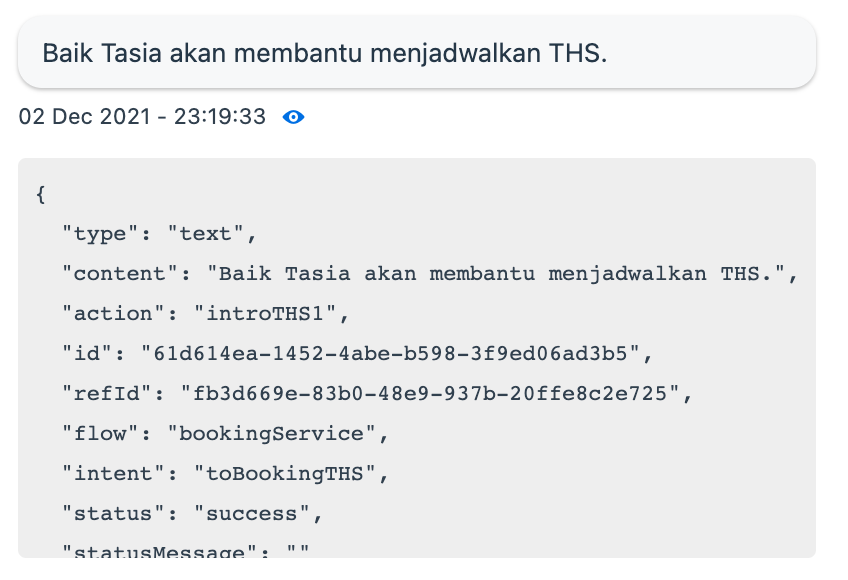 Baik Tasia akan membantu menjadwalkan THS.
02 Dec 2021 - 23:19:33
{
"type": "text",
"content": "Baik Tasia akan membantu menjadwalkan THS.",
"action": "introTHS1",
"id": "61d614ea-1452-4abe-b598-3f9ed06ad3b5",
"refId": "fb3d669e-83b0-48e9-937b-20ffe8c2e725",
"flow": "bookingService",
"intent": "toBookingTHS",
"status": "success",
"statusMessage": ""